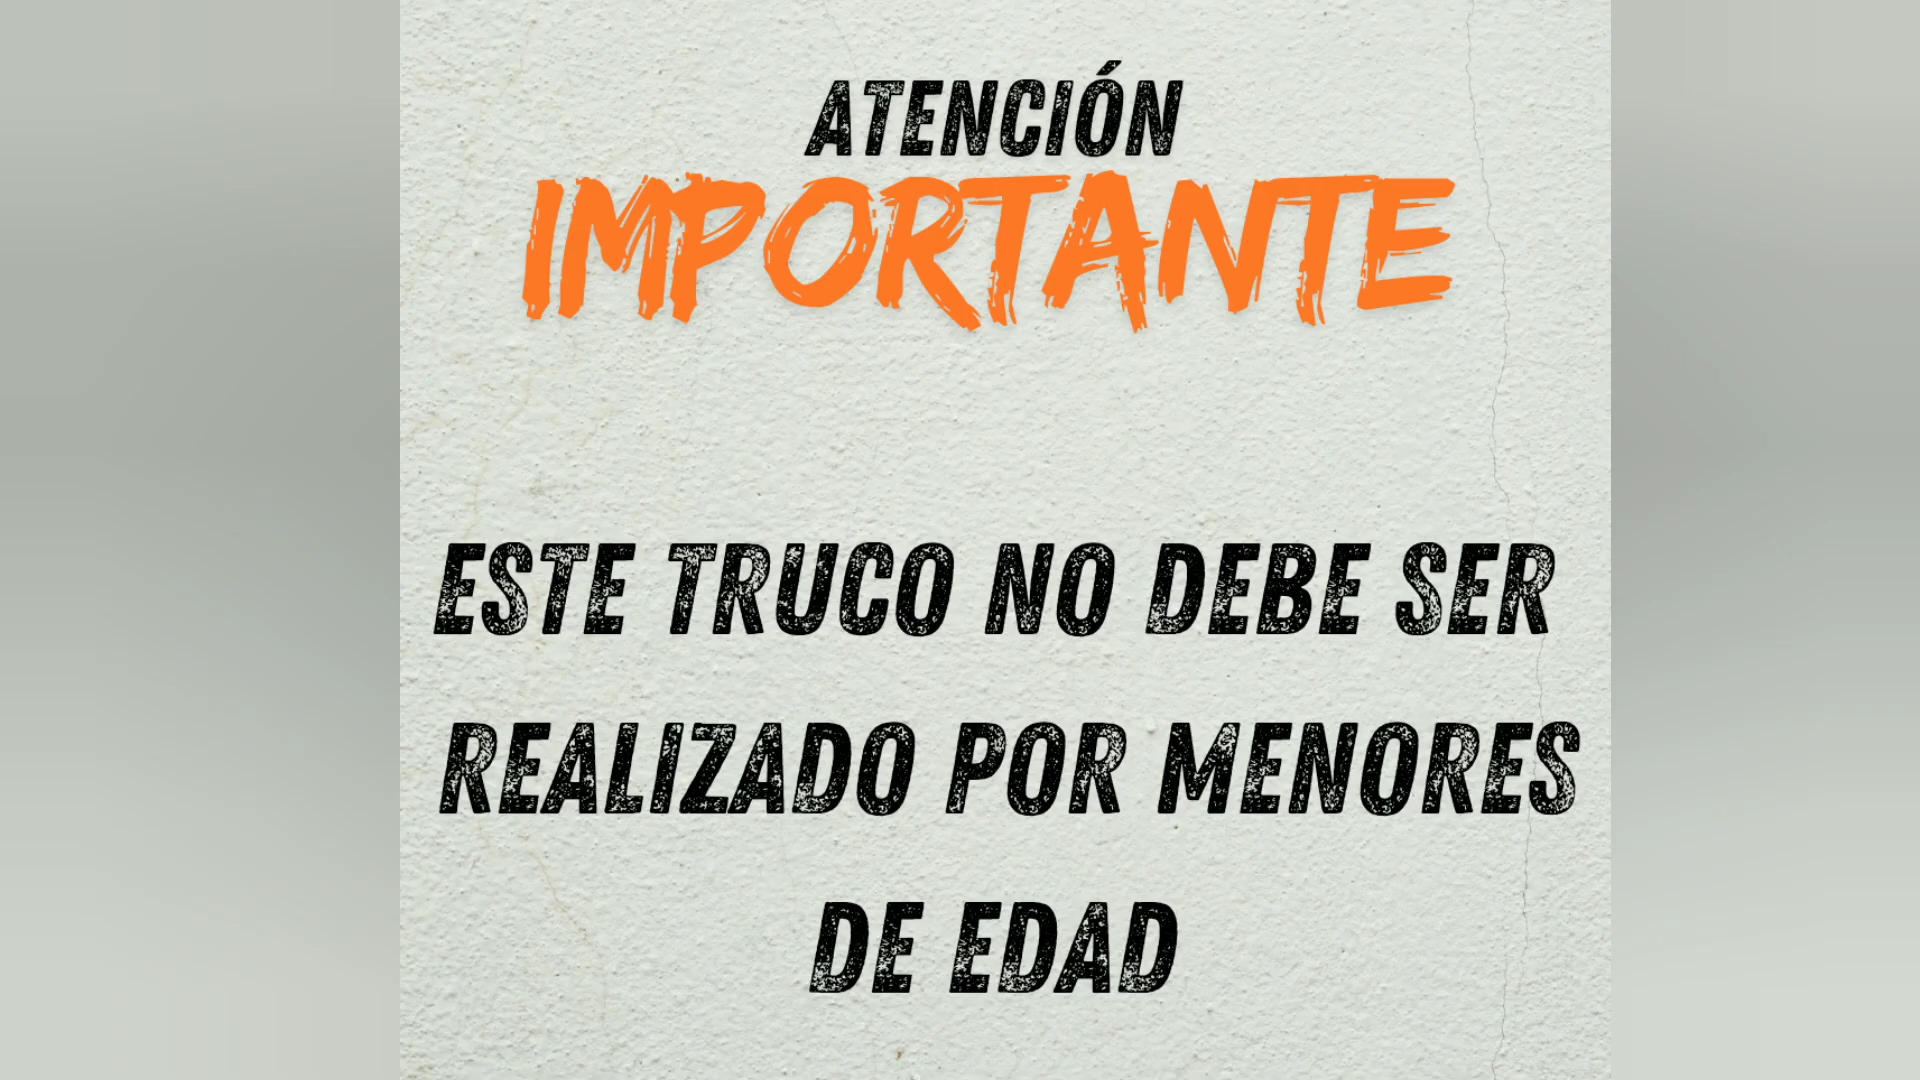 ATENCIÓN
IMPORTANTE
ESTE TRUCO NO DEBE SER
REALIZADO POR MENORES
DE EDAD